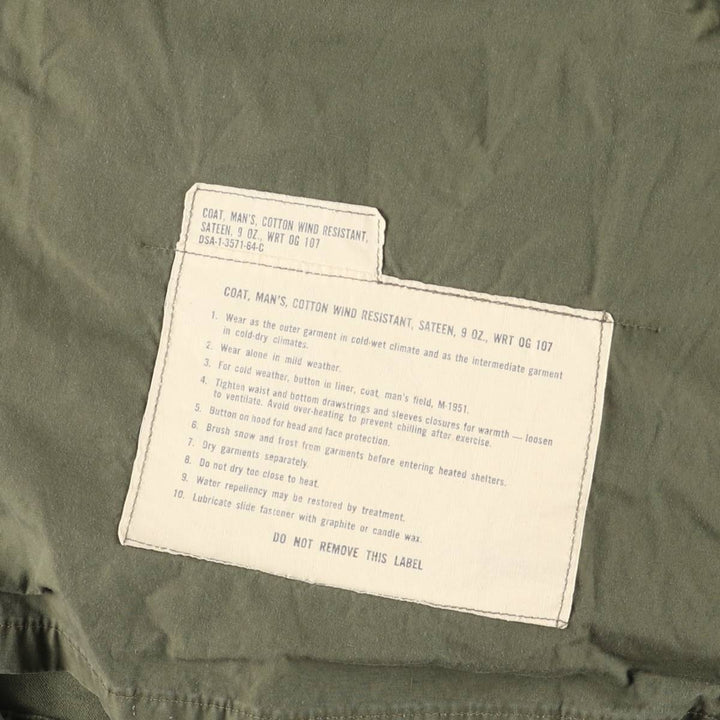 COAT, MAN'S, COTTON WIND RESISTANT,
SATEEN, 9 OZ., WRT OG 107
DSA-1-3571-64-C
COAT, MAN'S, COTTON WIND RESISTANT, SATEEN, 9 OZ., WRT OG 107
1. Wear as the outer garment in cold-wet climate and as the intermediate garment
in cold-dry climates.
2. Wear alone in mild weather.
3. For cold weather, button in liner, coat, man's field, M-1951.
4. Tighten waist and bottom drawstrings and sleeves closures for warmth — loosen
to ventilate. Avoid over-heating to prevent chilling after exercise.
5. Button on hood for head and face protection.
6. Brush snow and frost from garments before entering heated shelters.
7. Dry garments separately.
8. Do not dry too close to heat.
9. Water repellency may be restored by treatment.
10. Lubricate slide fastener with graphite or candle wax.
DO NOT REMOVE THIS LABEL